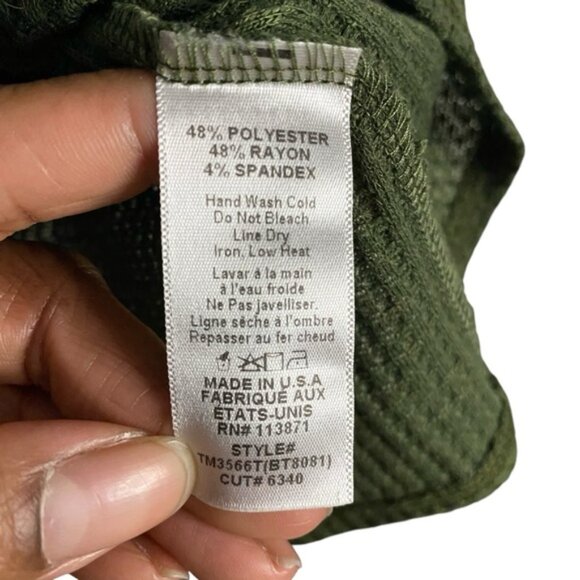 48% POLYESTER
48% RAYON
4% SPANDEX
Hand Wash Cold
Do Not Bleach
Line Dry
Iron, Low Heat
Lavar à la main
à l'eau froide
Ne Pas javelliser.
Ligne sèche à l'ombre
Repasser au fer chaud
MADE IN U.S.A
FABRIQUÉ AUX
ÉTATS-UNIS
RN# 113871
STYLE#
TM3566T(BT8081)
CUT# 6340